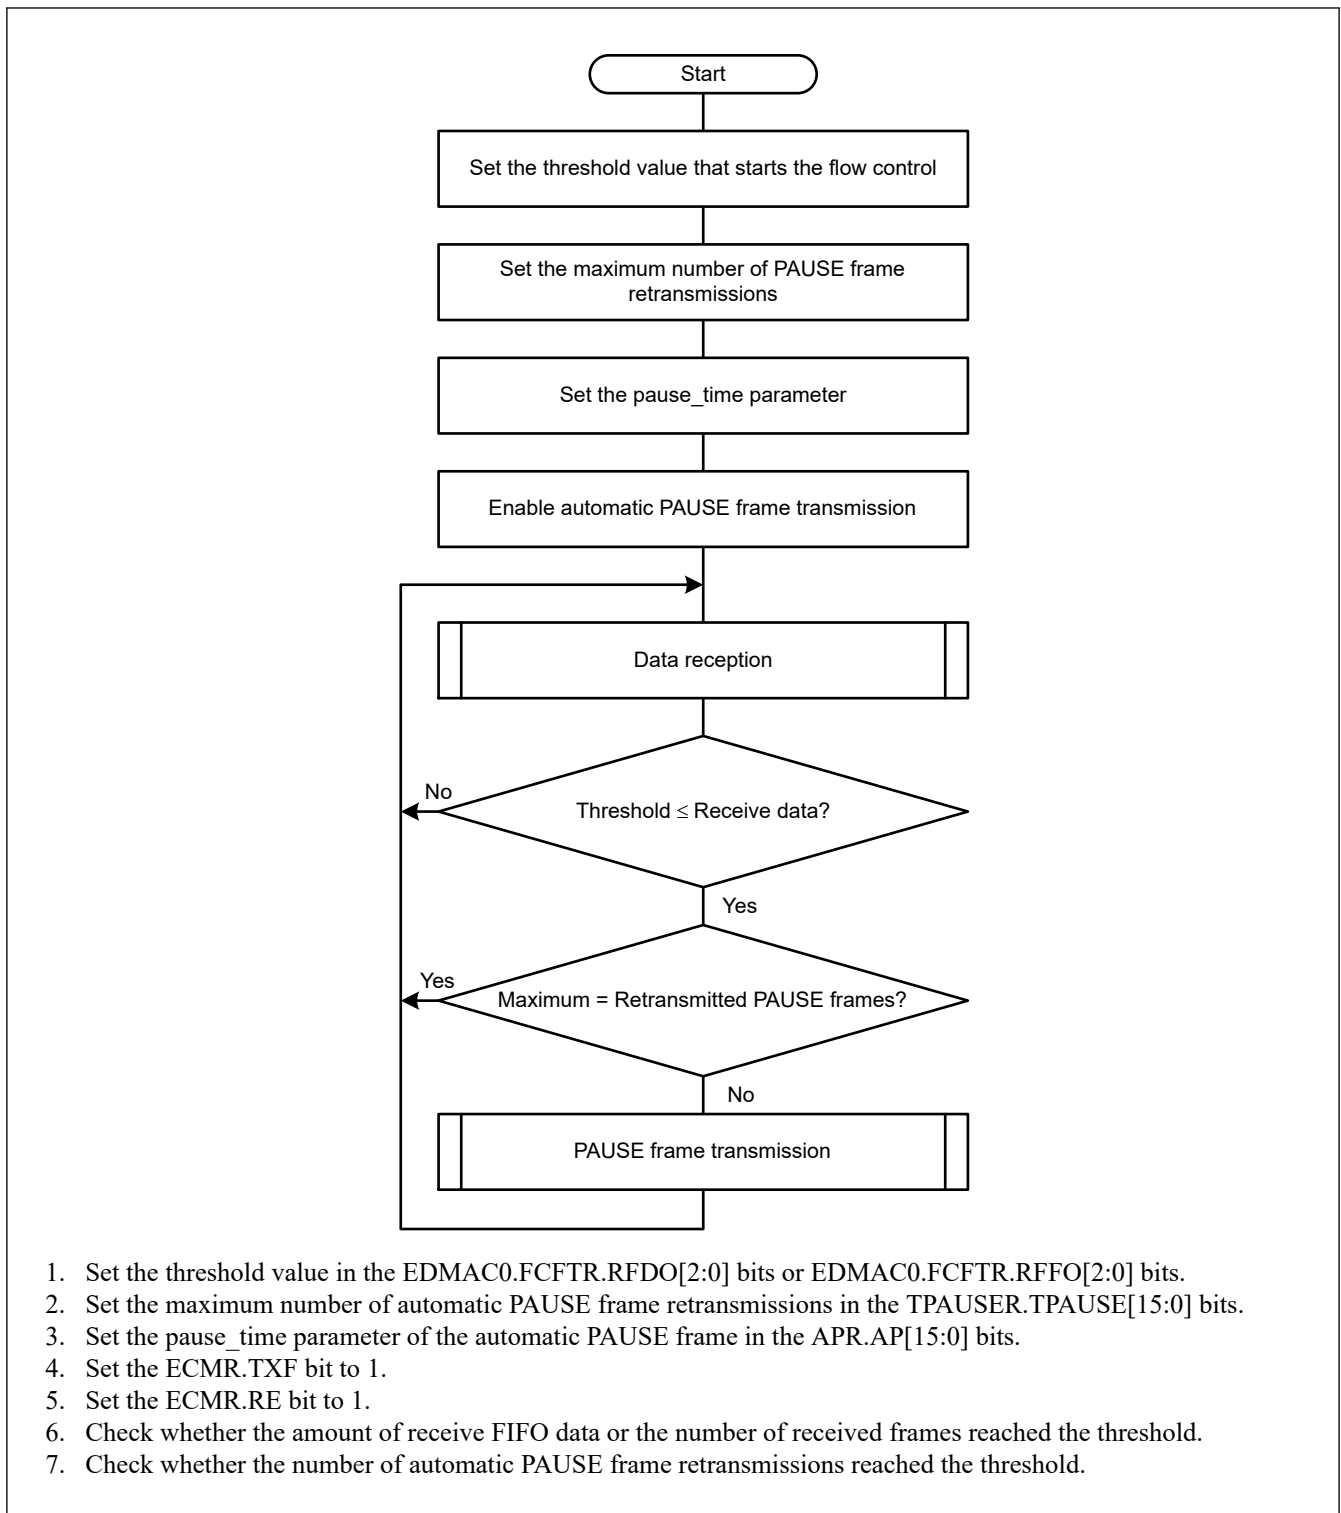 Start
Set the threshold value that starts the flow control
Set the maximum number of PAUSE frame
retransmissions
Set the pause_time parameter
Enable automatic PAUSE frame transmission
Data reception
No
Threshold ≤ Receive data?
Yes
Yes
Maximum = Retransmitted PAUSE frames?
No
PAUSE frame transmission
1. Set the threshold value in the EDMAC0.FCFTR.RFDO[2:0] bits or EDMAC0.FCFTR.RFFO[2:0] bits.
2. Set the maximum number of automatic PAUSE frame retransmissions in the TPAUSER.TPAUSE[15:0] bits.
3. Set the pause_time parameter of the automatic PAUSE frame in the APR.AP[15:0] bits.
4. Set the ECMR.TXF bit to 1.
5. Set the ECMR.RE bit to 1.
6. Check whether the amount of receive FIFO data or the number of received frames reached the threshold.
7. Check whether the number of automatic PAUSE frame retransmissions reached the threshold.